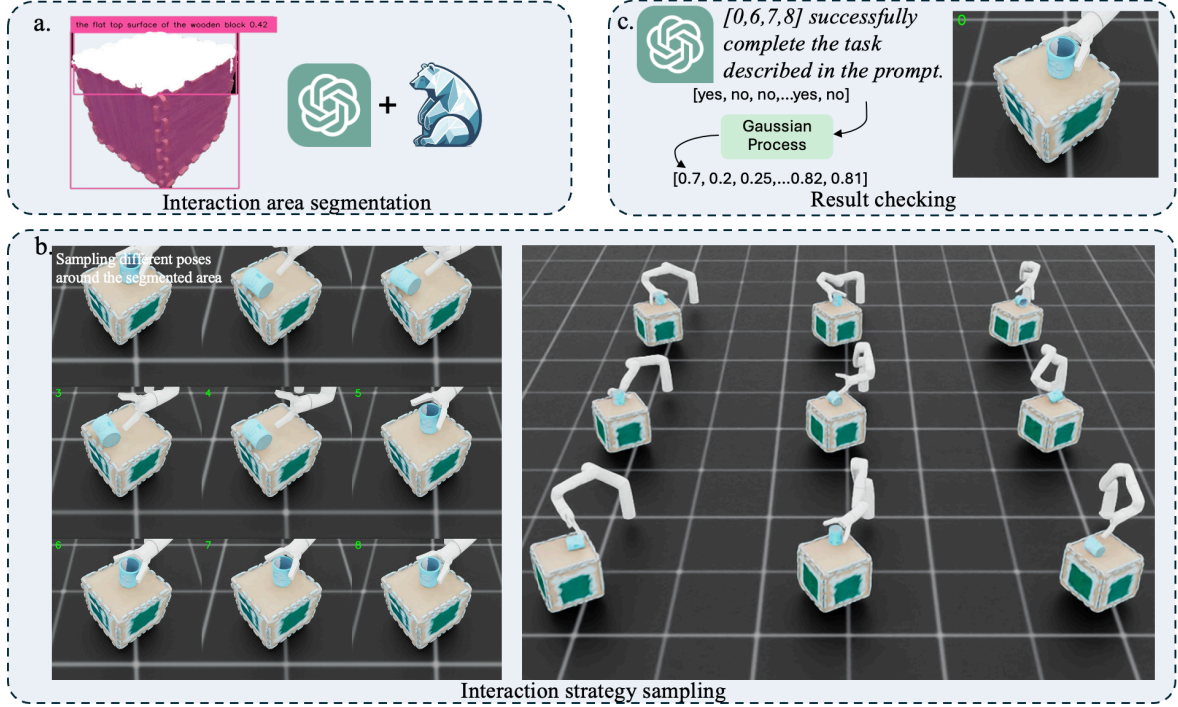 a.
the flat top surface of the wooden block 0.42
+
Interaction area segmentation
c.
[0,6,7,8] successfully
complete the task
described in the prompt.
[yes, no, no,...yes, no]
Gaussian
Process
[0.7, 0.2, 0.25,...0.82, 0.81]
0
Result checking
b.
Sampling different poses
around the segmented area
3
4
5
6
7
8
Interaction strategy sampling